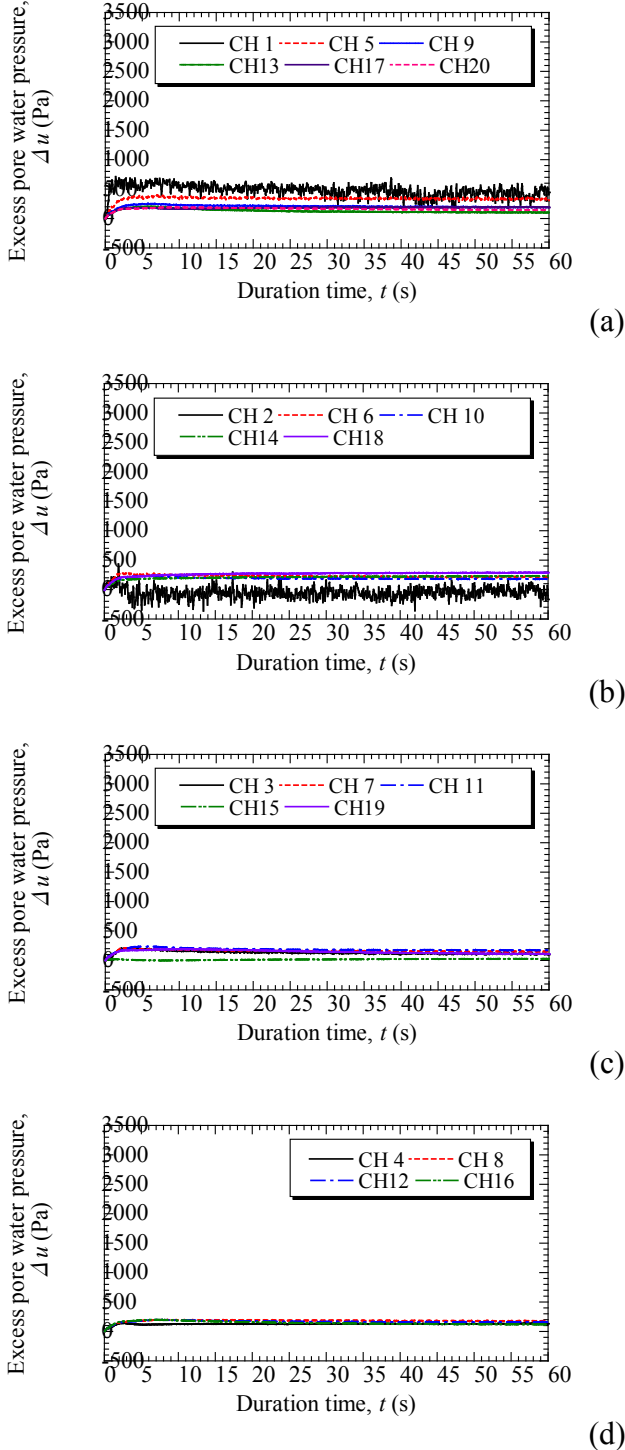 3500
3000
2500
2000
1500
1000
500
0
-500
Excess pore water pressure,
Δu (Pa)
CH 1 CH 5 CH 9
CH13 CH17 CH20
0 5 10 15 20 25 30 35 40 45 50 55 60
Duration time, t (s)
(a)
3500
3000
2500
2000
1500
1000
500
0
-500
Excess pore water pressure,
Δu (Pa)
CH 2 CH 6 CH 10
CH14 CH18
0 5 10 15 20 25 30 35 40 45 50 55 60
Duration time, t (s)
(b)
3500
3000
2500
2000
1500
1000
500
0
-500
Excess pore water pressure,
Δu (Pa)
CH 3 CH 7 CH 11
CH15 CH19
0 5 10 15 20 25 30 35 40 45 50 55 60
Duration time, t (s)
(c)
3500
3000
2500
2000
1500
1000
500
0
-500
Excess pore water pressure,
Δu (Pa)
CH 4 CH 8
CH12 CH16
0 5 10 15 20 25 30 35 40 45 50 55 60
Duration time, t (s)
(d)